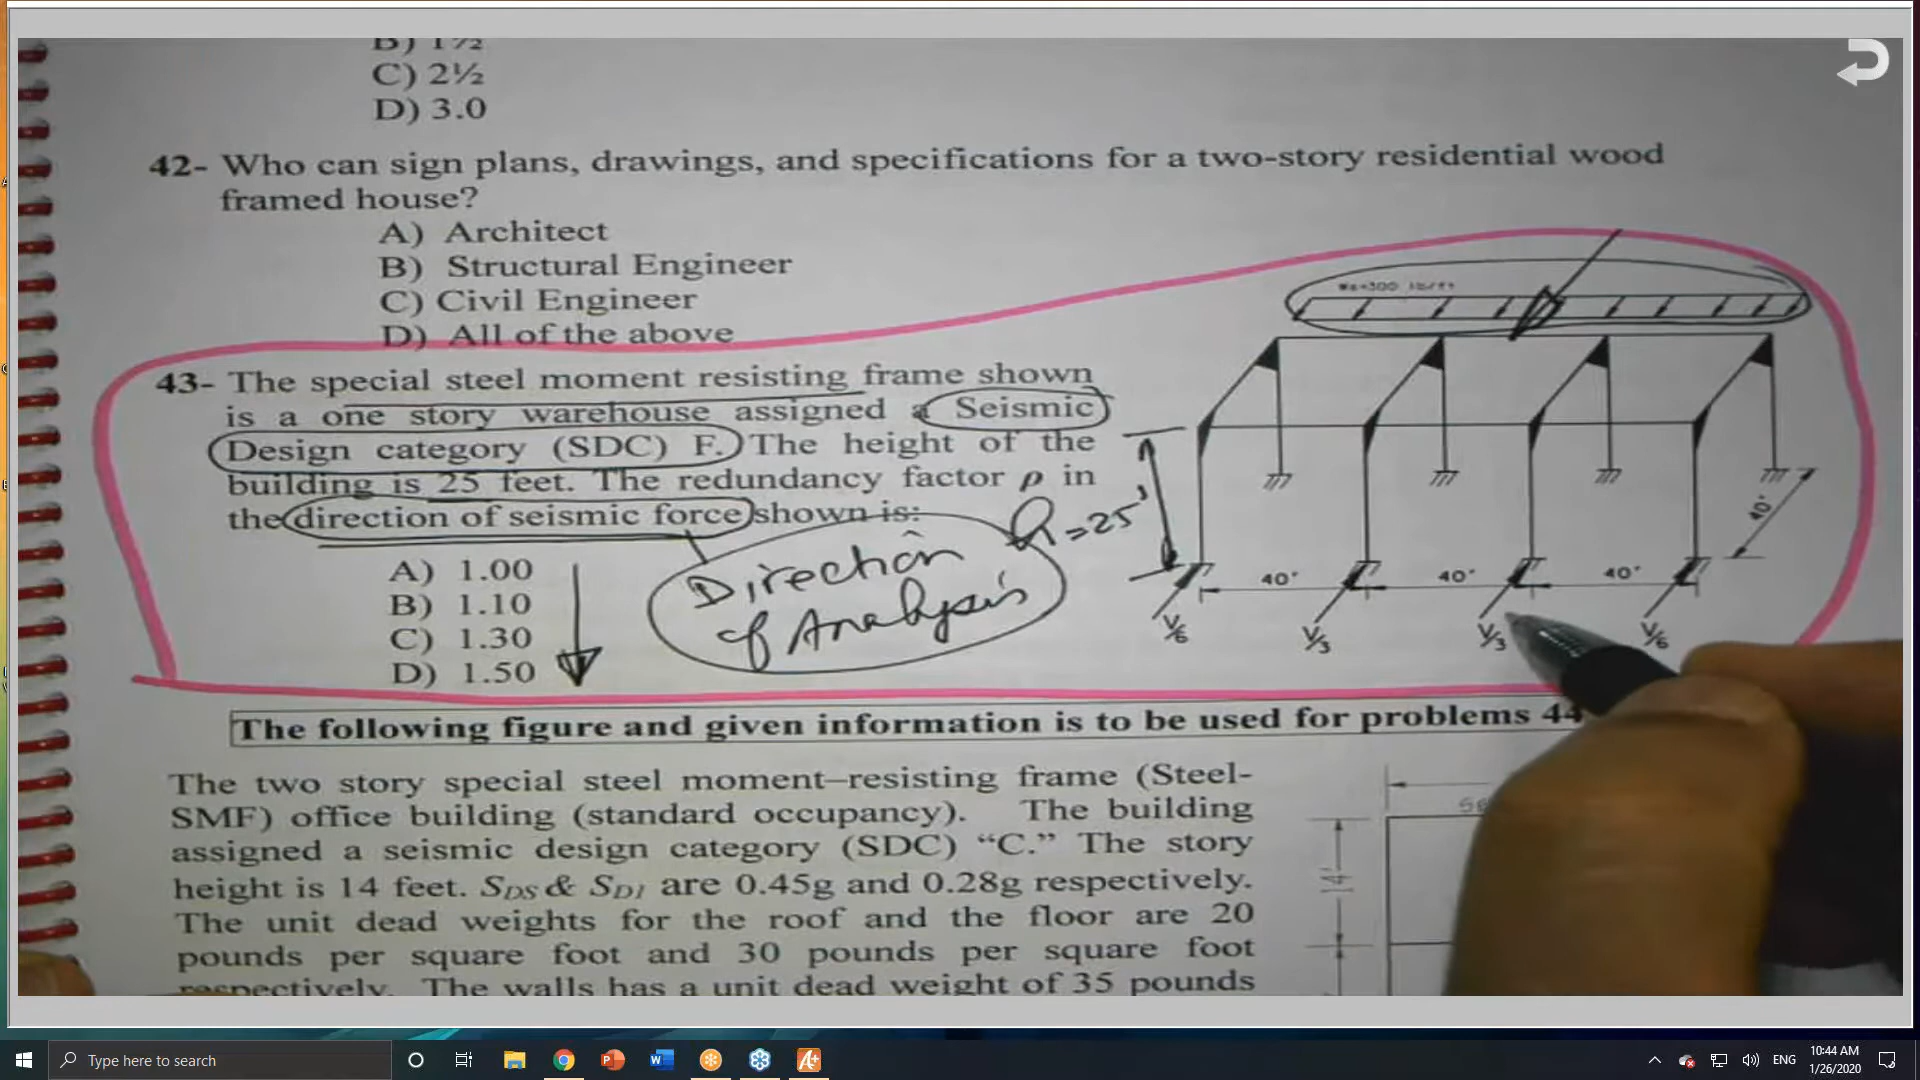 B) 1½
C) 2½
D) 3.0
42- Who can sign plans, drawings, and specifications for a two-story residential wood
framed house?
A) Architect
B) Structural Engineer
C) Civil Engineer
D) All of the above
43- The special steel moment resisting frame shown
is a one story warehouse assigned a Seismic
Design category (SDC) F. The height of the
building is 25 feet. The redundancy factor ρ in
the direction of seismic force shown is:
A) 1.00
B) 1.10
C) 1.30
D) 1.50
Direction
of Analysis
=25'
lb/ft
40'
40'
40'
40'
V/6
V/3
V/3
V/6
The following figure and given information is to be used for problems 44
The two story special steel moment–resisting frame (Steel-
SMF) office building (standard occupancy). The building
assigned a seismic design category (SDC) “C.” The story
height is 14 feet. SDS & SD1 are 0.45g and 0.28g respectively.
The unit dead weights for the roof and the floor are 20
pounds per square foot and 30 pounds per square foot
respectively. The walls has a unit dead weight of 35 pounds
14'
Type here to search
ENG
10:44 AM
1/26/2020